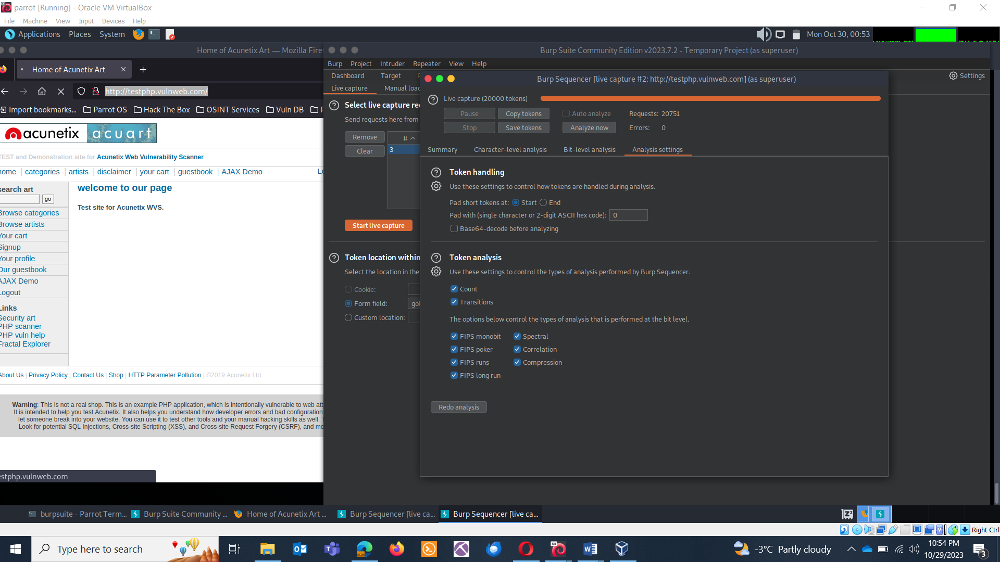 parrot [Running] - Oracle VM VirtualBox
File Machine View Input Devices Help
Applications Places System
Mon Oct 30, 00:53
Home of Acunetix Art — Mozilla Firef
Home of Acunetix Art
http://testphp.vulnweb.com/
Import bookmarks... Parrot OS Hack The Box OSINT Services Vuln DB
acunetix acuart
TEST and Demonstration site for Acunetix Web Vulnerability Scanner
home | categories | artists | disclaimer | your cart | guestbook | AJAX Demo
search art
go
Browse categories
Browse artists
Your cart
Signup
Your profile
Our guestbook
AJAX Demo
Logout
Links
Security art
PHP scanner
PHP vuln help
Fractal Explorer
welcome to our page
Test site for Acunetix WVS.
About Us | Privacy Policy | Contact Us | Shop | HTTP Parameter Pollution | ©2019 Acunetix Ltd
Warning: This is not a real shop. This is an example PHP application, which is intentionally vulnerable to web att
It is intended to help you test Acunetix. It also helps you understand how developer errors and bad configuration
let someone break into your website. You can use it to test other tools and your manual hacking skills as well. T
Look for potential SQL Injections, Cross-site Scripting (XSS), and Cross-site Request Forgery (CSRF), and mo
estphp.vulnweb.com
Burp Suite Community Edition v2023.7.2 - Temporary Project (as superuser)
Burp Project Intruder Repeater View Help
Dashboard Target
Settings
Live capture Manual load
Select live capture req
Send requests here from
Remove
Clear
#
3
Start live capture
Token location within
Select the location in the
Cookie:
Form field: gol
Custom location:
Burp Sequencer [live capture #2: http://testphp.vulnweb.com] (as superuser)
Live capture (20000 tokens)
Pause Copy tokens Auto analyze Requests: 20751
Stop Save tokens Analyze now Errors: 0
Summary Character-level analysis Bit-level analysis Analysis settings
Token handling
Use these settings to control how tokens are handled during analysis.
Pad short tokens at: Start End
Pad with (single character or 2-digit ASCII hex code): 0
Base64-decode before analyzing
Token analysis
Use these settings to control the types of analysis performed by Burp Sequencer.
Count
Transitions
The options below control the types of analysis that is performed at the bit level.
FIPS monobit Spectral
FIPS poker Correlation
FIPS runs Compression
FIPS long run
Redo analysis
burpsuite - Parrot Term... Burp Suite Community ... Home of Acunetix Art ... Burp Sequencer [live ca... Burp Sequencer [live ca...
Right Ctrl
Type here to search
-3°C Partly cloudy
10:54 PM
10/29/2023
3